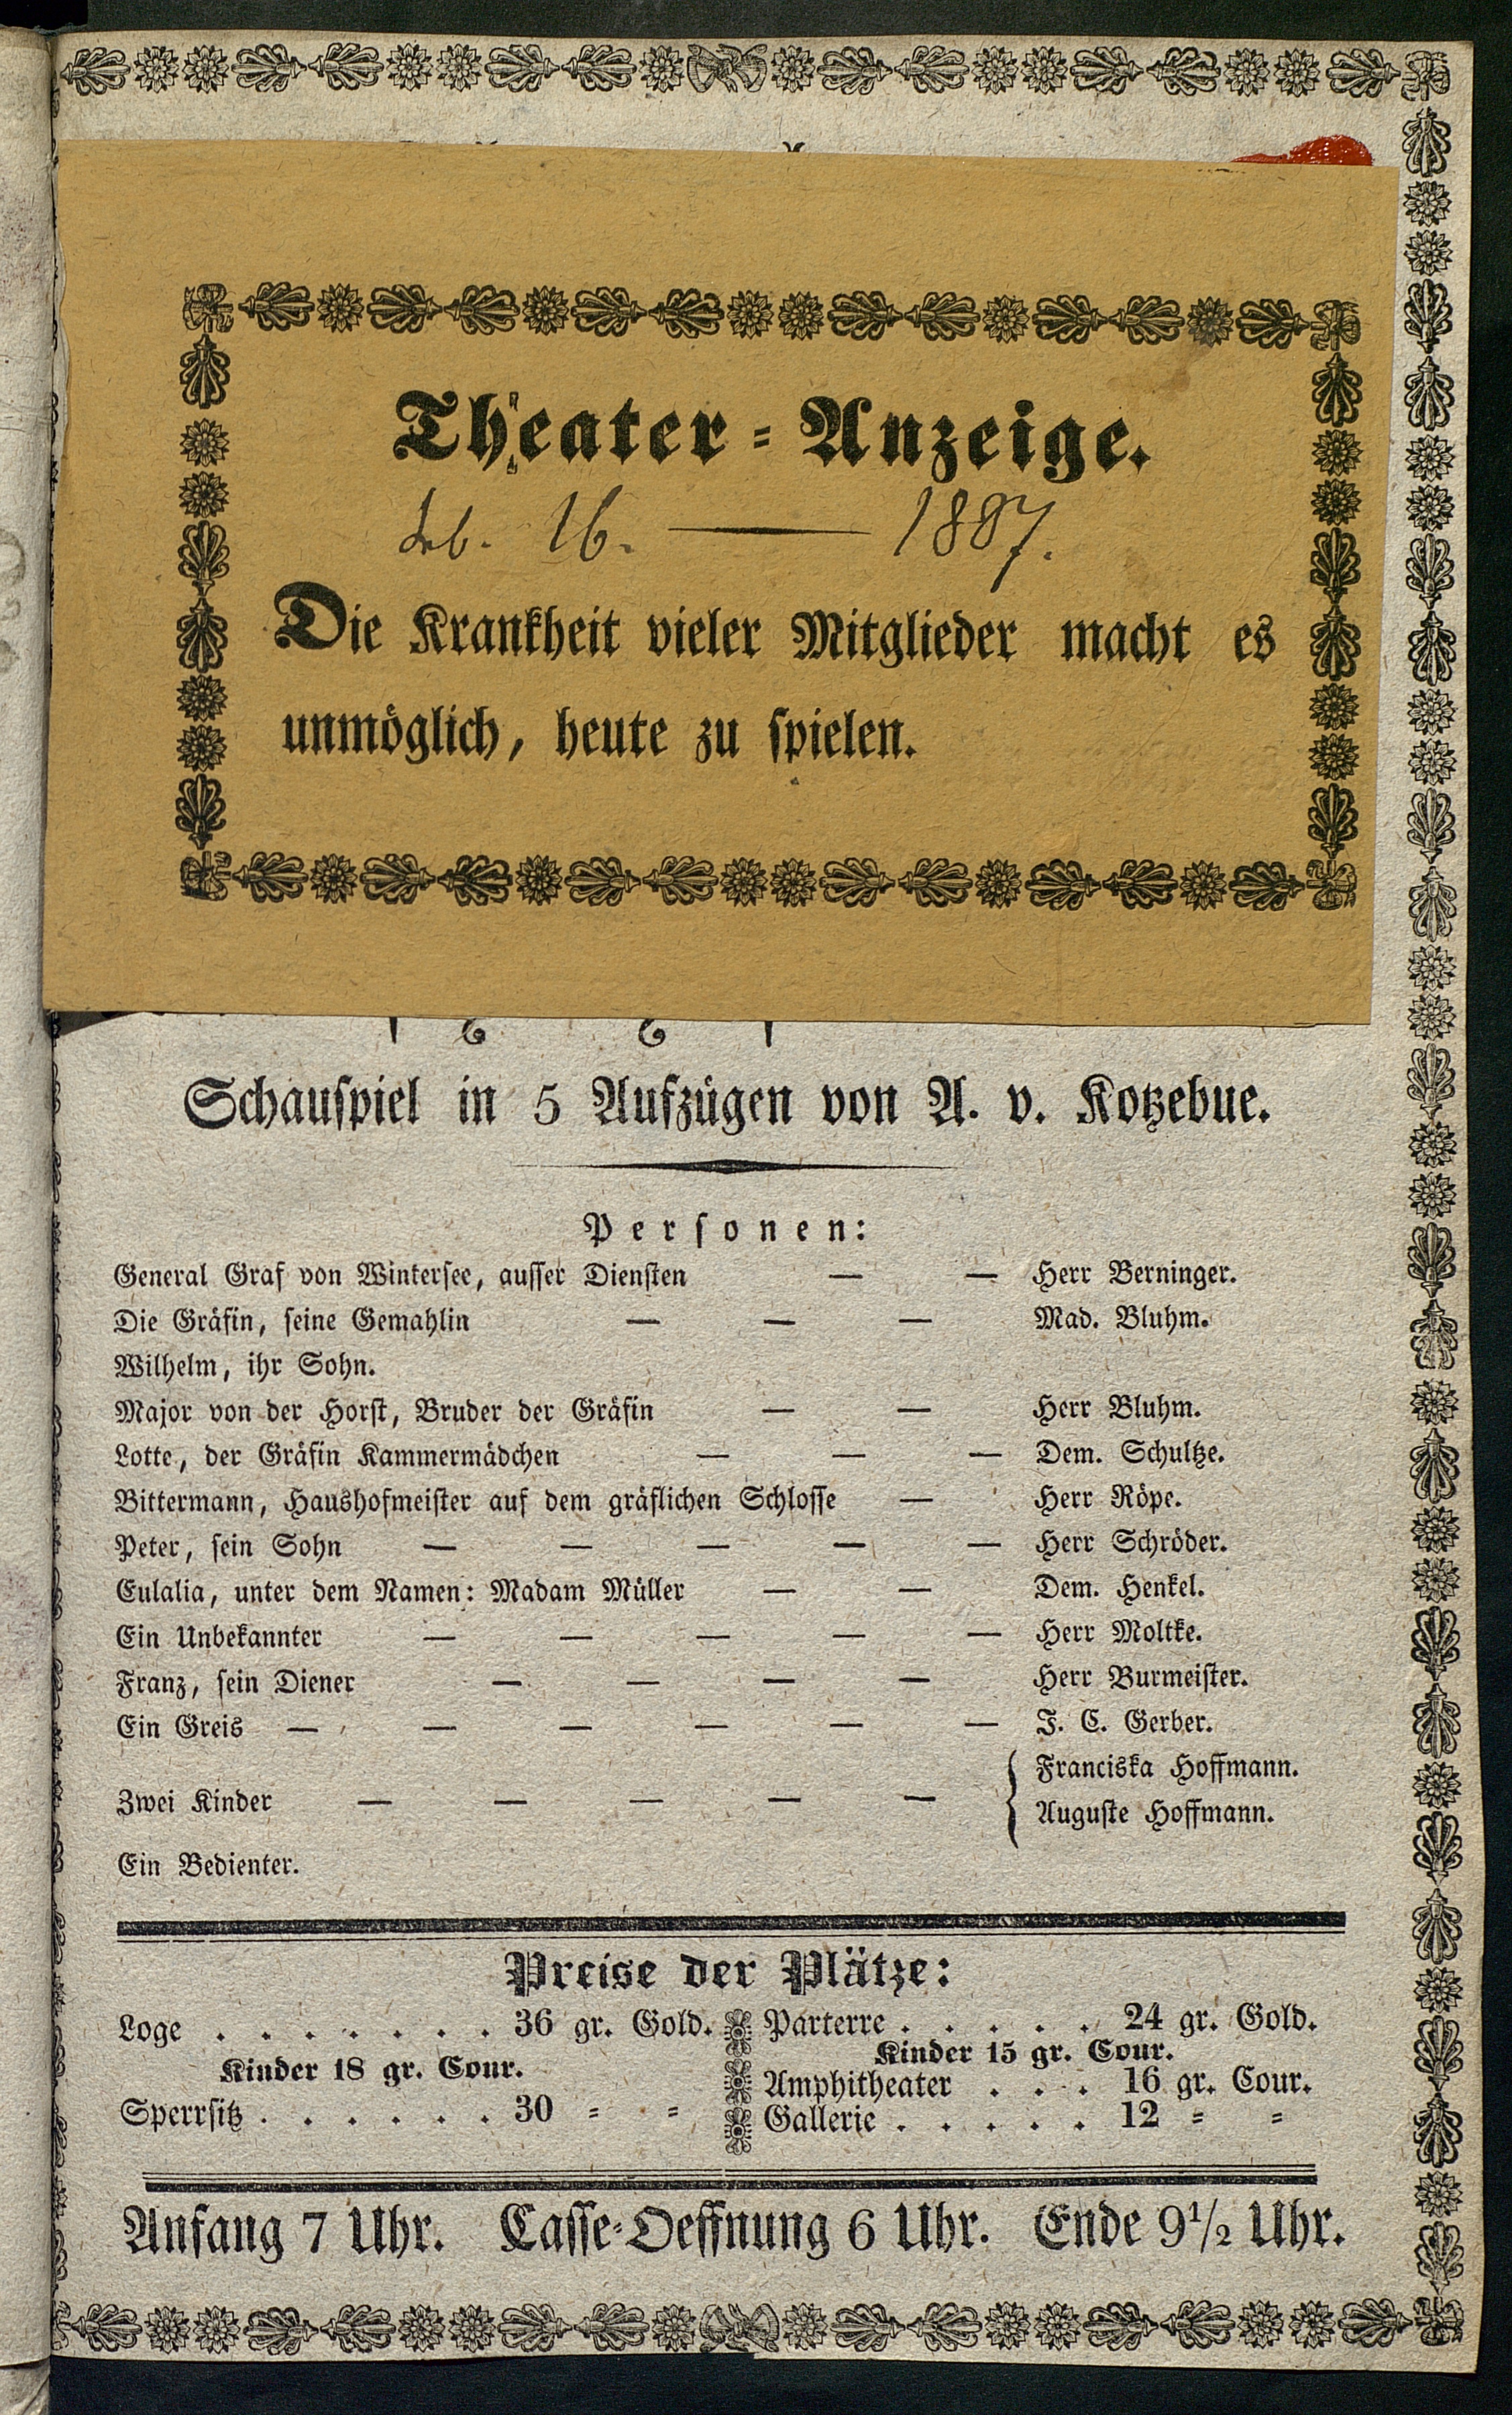 Theater-Anzeige.
Feb. 16. — 1837.
Die Krankheit vieler Mitglieder macht es
unmöglich, heute zu spielen.
Schauspiel in 5 Aufzügen von A. v. Kotzebue.
Personen:
General Graf von Wintersee, ausser Diensten — — Herr Berninger.
Die Gräfin, seine Gemahlin — — — Mad. Bluhm.
Wilhelm, ihr Sohn.
Major von der Horst, Bruder der Gräfin — — Herr Bluhm.
Lotte, der Gräfin Kammermädchen — — — Dem. Schultze.
Bittermann, Haushofmeister auf dem gräflichen Schlosse — Herr Röpe.
Peter, sein Sohn — — — — — Herr Schröder.
Eulalia, unter dem Namen: Madam Müller — — Dem. Henkel.
Ein Unbekannter — — — — — Herr Moltke.
Franz, sein Diener — — — — Herr Burmeister.
Ein Greis — — — — — — J. C. Gerber.
Zwei Kinder — — — — — { Franciska Hoffmann.
Auguste Hoffmann.
Ein Bedienter.
Preise der Plätze:
Loge . . . . . . . 36 gr. Gold.
Kinder 18 gr. Cour.
Sperrsitz . . . . . . 30 = =
Parterre . . . . . 24 gr. Gold.
Kinder 15 gr. Cour.
Amphitheater . . . 16 gr. Cour.
Gallerie . . . . . 12 = =
Anfang 7 Uhr. Casse-Oeffnung 6 Uhr. Ende 9½ Uhr.